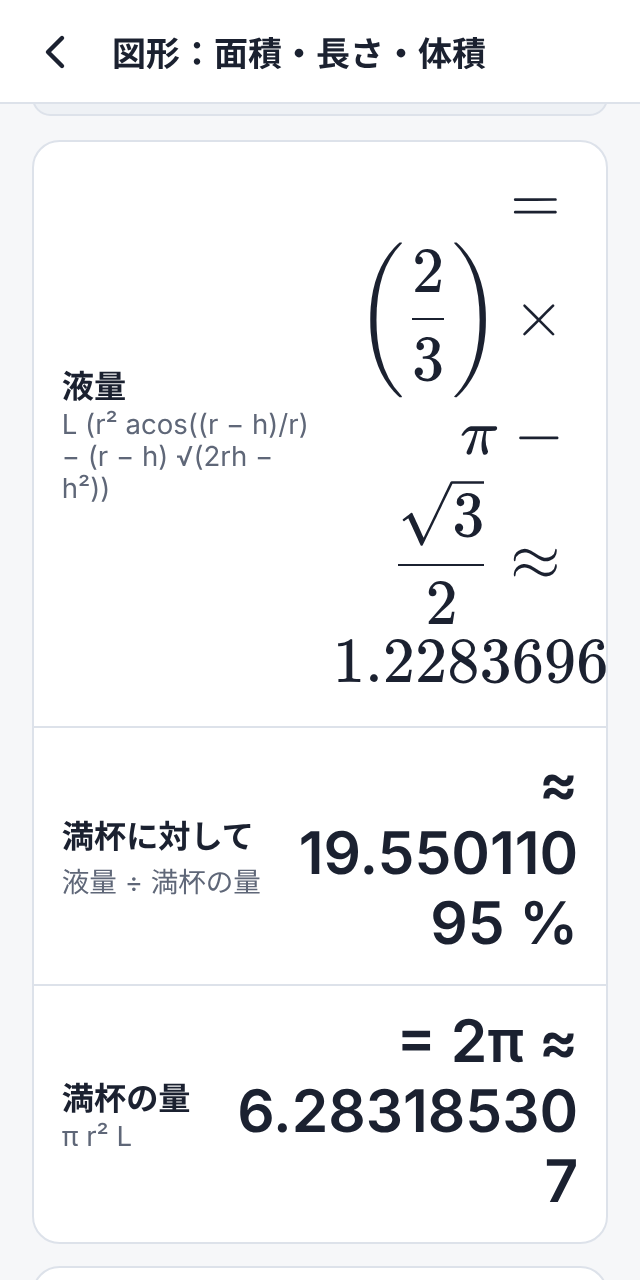 図形：面積・長さ・体積
液量
L (r² acos((r − h)/r)
− (r − h) √(2rh −
h²))
=
(2/3) ×
π −
√3/2 ≈
1.2283696
満杯に対して
液量 ÷ 満杯の量
≈
19.550110
95 %
満杯の量
π r² L
= 2π ≈
6.28318530
7